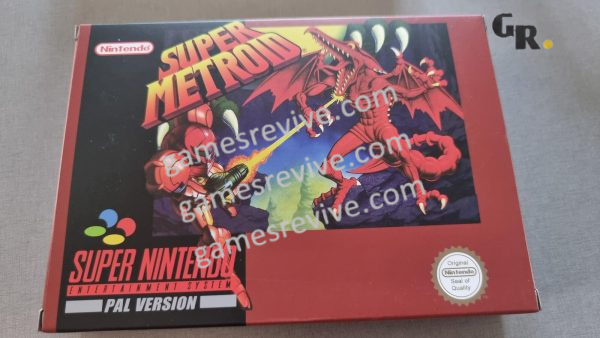 GR.
Nintendo
SUPER
METROID
gamesrevive.com
gamesrevive.com
gamesrevive.com
SUPER NINTENDO
ENTERTAINMENT SYSTEM
PAL VERSION
Original
Nintendo
Seal of
Quality